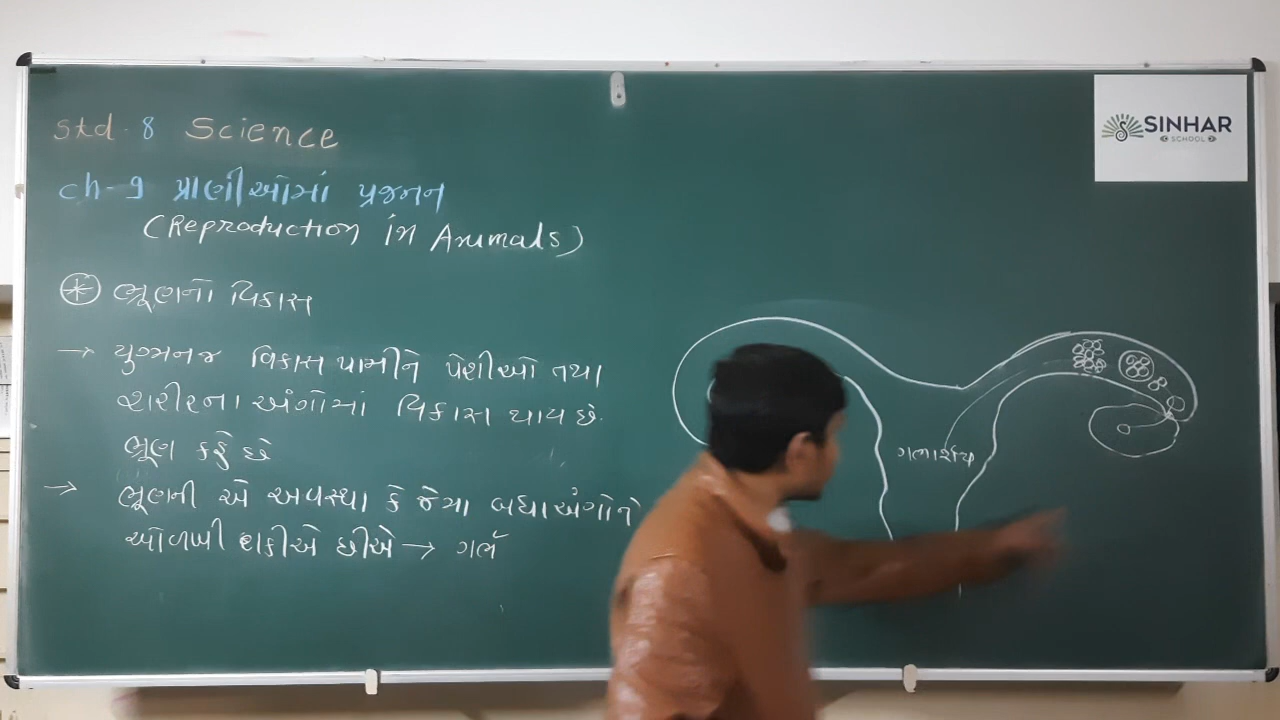 Std - 8 Science
SINHAR
SCHOOL
ch-9 પ્રાણીઓમાં પ્રજનન
(Reproduction in Animals)
ભ્રૂણનો વિકાસ
→ યુગ્મનજ વિકાસ પામીને પેશીઓ તથા
શરીરના અંગોમાં વિકાસ થાય છે.
ભ્રૂણ કહે છે
→ ભ્રૂણની એ અવસ્થા કે જેમા બધા અંગોને
ઓળખી શકીએ છીએ → ગર્ભ
ગર્ભાશય